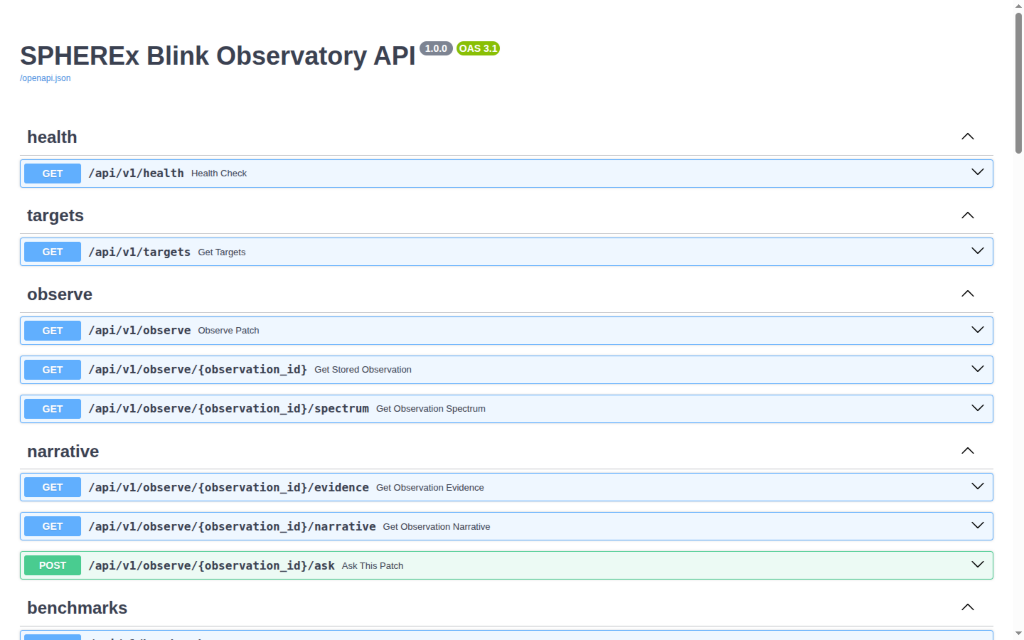 SPHEREx Blink Observatory API 1.0.0 OAS 3.1
/openapi.json
health
GET /api/v1/health Health Check
targets
GET /api/v1/targets Get Targets
observe
GET /api/v1/observe Observe Patch
GET /api/v1/observe/{observation_id} Get Stored Observation
GET /api/v1/observe/{observation_id}/spectrum Get Observation Spectrum
narrative
GET /api/v1/observe/{observation_id}/evidence Get Observation Evidence
GET /api/v1/observe/{observation_id}/narrative Get Observation Narrative
POST /api/v1/observe/{observation_id}/ask Ask This Patch
benchmarks